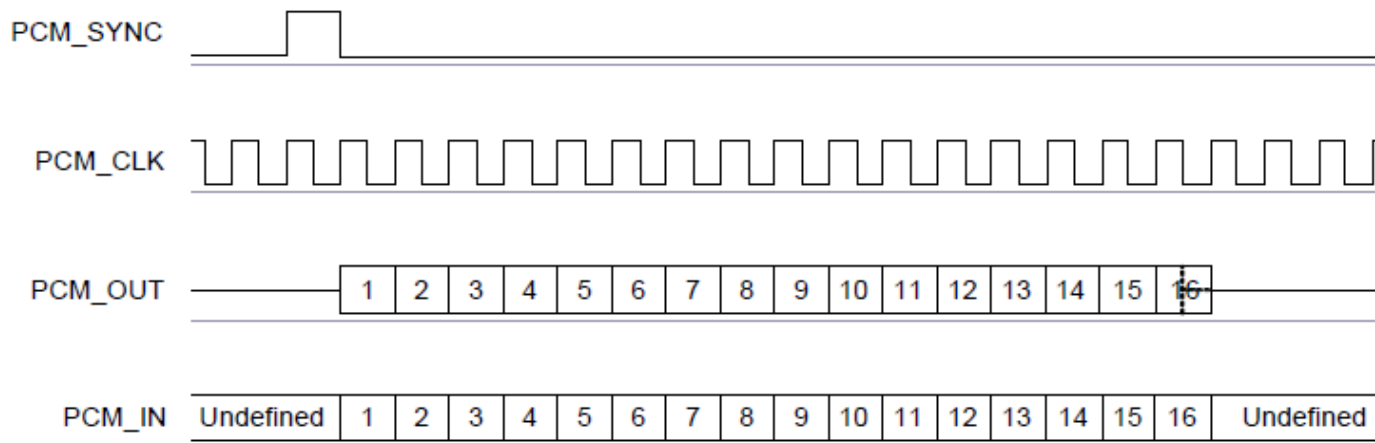 PCM_SYNC
PCM_CLK
PCM_OUT 1 2 3 4 5 6 7 8 9 10 11 12 13 14 15 16
PCM_IN Undefined 1 2 3 4 5 6 7 8 9 10 11 12 13 14 15 16 Undefined